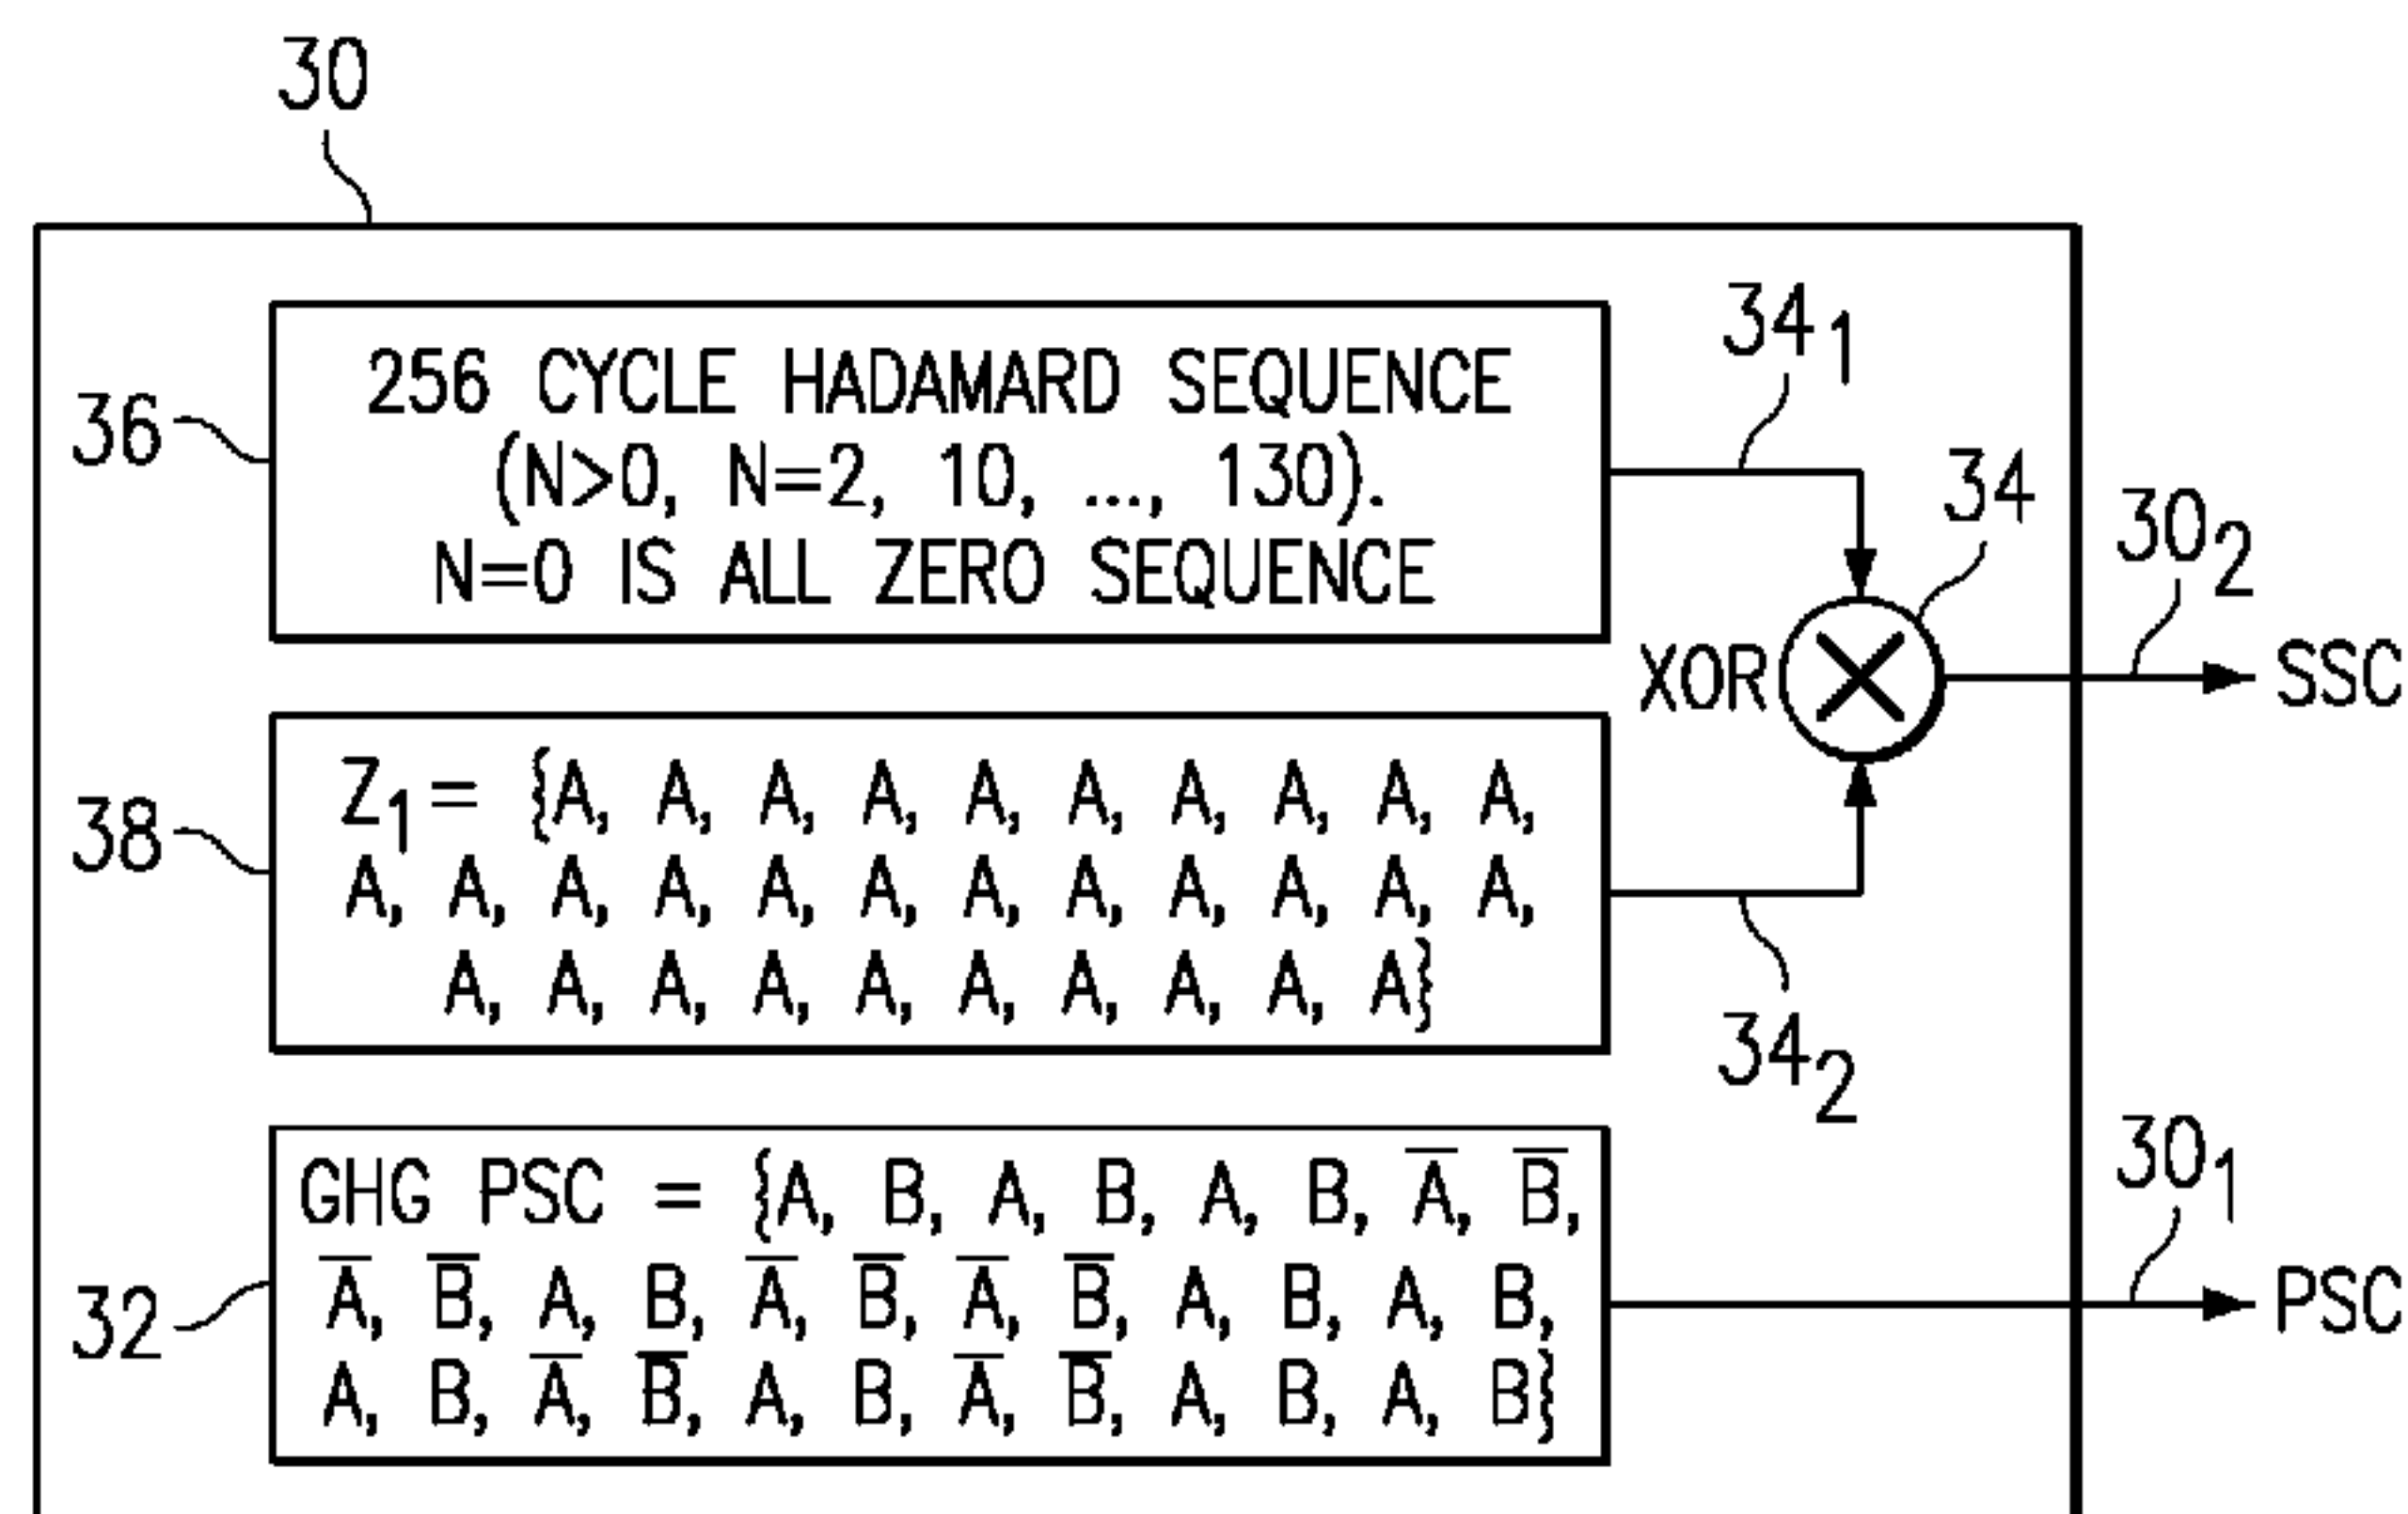 30
36
256 CYCLE HADAMARD SEQUENCE
(N>0, N=2, 10, ..., 130).
N=0 IS ALL ZERO SEQUENCE
34₁
34
XOR
30₂
SSC
38
Z₁= {A, A, A, A, A, A, A, A, A, A,
A, A, A, A, A, A, A, A, A, A, A, A,
A, A, A, A, A, A, A, A, A, A}
34₂
32
GHG PSC = {A, B, A, B, A, B, A̅, B̅,
A̅, B̅, A, B, A̅, B̅, A̅, B̅, A, B, A, B,
A, B, A̅, B̅, A, B, A̅, B̅, A, B, A, B}
30₁
PSC